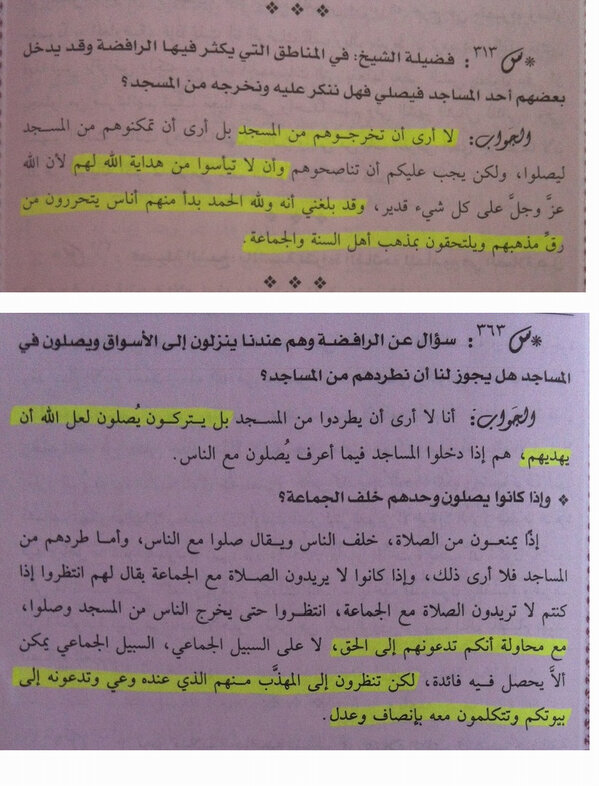 *س ٣١٣ : فضيلة الشيخ: في المناطق التي يكثر فيها الرافضة وقد يدخل
بعضهم أحد المساجد فيصلي فهل ننكر عليه ونخرجه من المسجد؟
الجواب: لا أرى أن تخرجوهم من المسجد بل أرى أن تمكنوهم من المسجد
ليصلوا، ولكن يجب عليكم أن تناصحوهم وأن لا تيأسوا من هداية الله لهم لأن الله
عزَّ وجلَّ على كل شيء قدير، وقد بلغني أنه ولله الحمد بدأ منهم أناس يتحررون من
رقِّ مذهبهم ويلتحقون بمذهب أهل السنة والجماعة.
*س ٣٦٣ : سؤال عن الرافضة وهم عندنا ينزلون إلى الأسواق ويصلون في
المساجد هل يجوز لنا أن نطردهم من المساجد؟
الجَواب: أنا لا أرى أن يطردوا من المسجد بل يتركون يُصلون لعل الله أن
يهديهم، هم إذا دخلوا المساجد فيما أعرف يُصلون مع الناس.
❖ وإذا كانوا يصلون وحدهم خلف الجماعة؟
إذًا يمنعون من الصلاة، خلف الناس ويقال صلوا مع الناس، وأما طردهم من
المساجد فلا أرى ذلك، وإذا كانوا لا يريدون الصلاة مع الجماعة يقال لهم انتظروا إذا
كنتم لا تريدون الصلاة مع الجماعة، انتظروا حتى يخرج الناس من المسجد وصلوا،
مع محاولة أنكم تدعونهم إلى الحق، لا على السبيل الجماعي، السبيل الجماعي يمكن
ألاَّ يحصل فيه فائدة، لكن تنظرون إلى المهذَّب منهم الذي عنده وعي وتدعونه إلى
بيوتكم وتتكلمون معه بإنصاف وعدل.